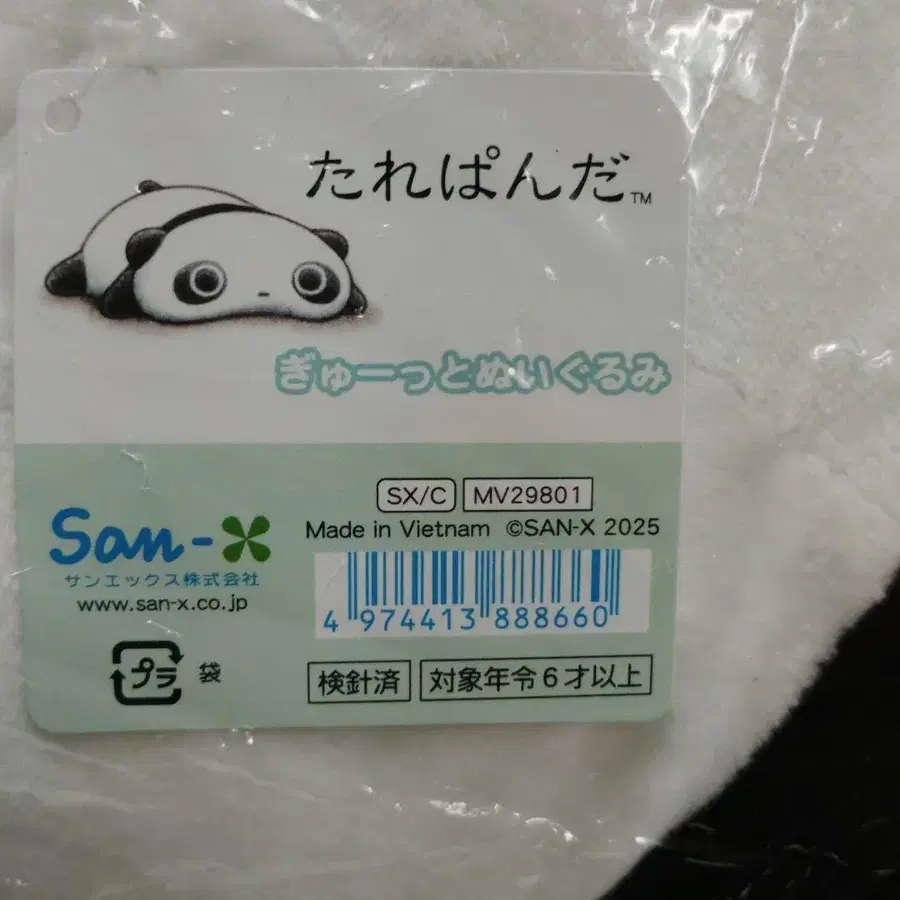 たれぱんだ™
ぎゅーっとぬいぐるみ
SX/C MV29801
Made in Vietnam ©SAN-X 2025
San-X
サンエックス株式会社
www.san-x.co.jp
4 974413 888660
プラ 袋
検針済 対象年令6才以上